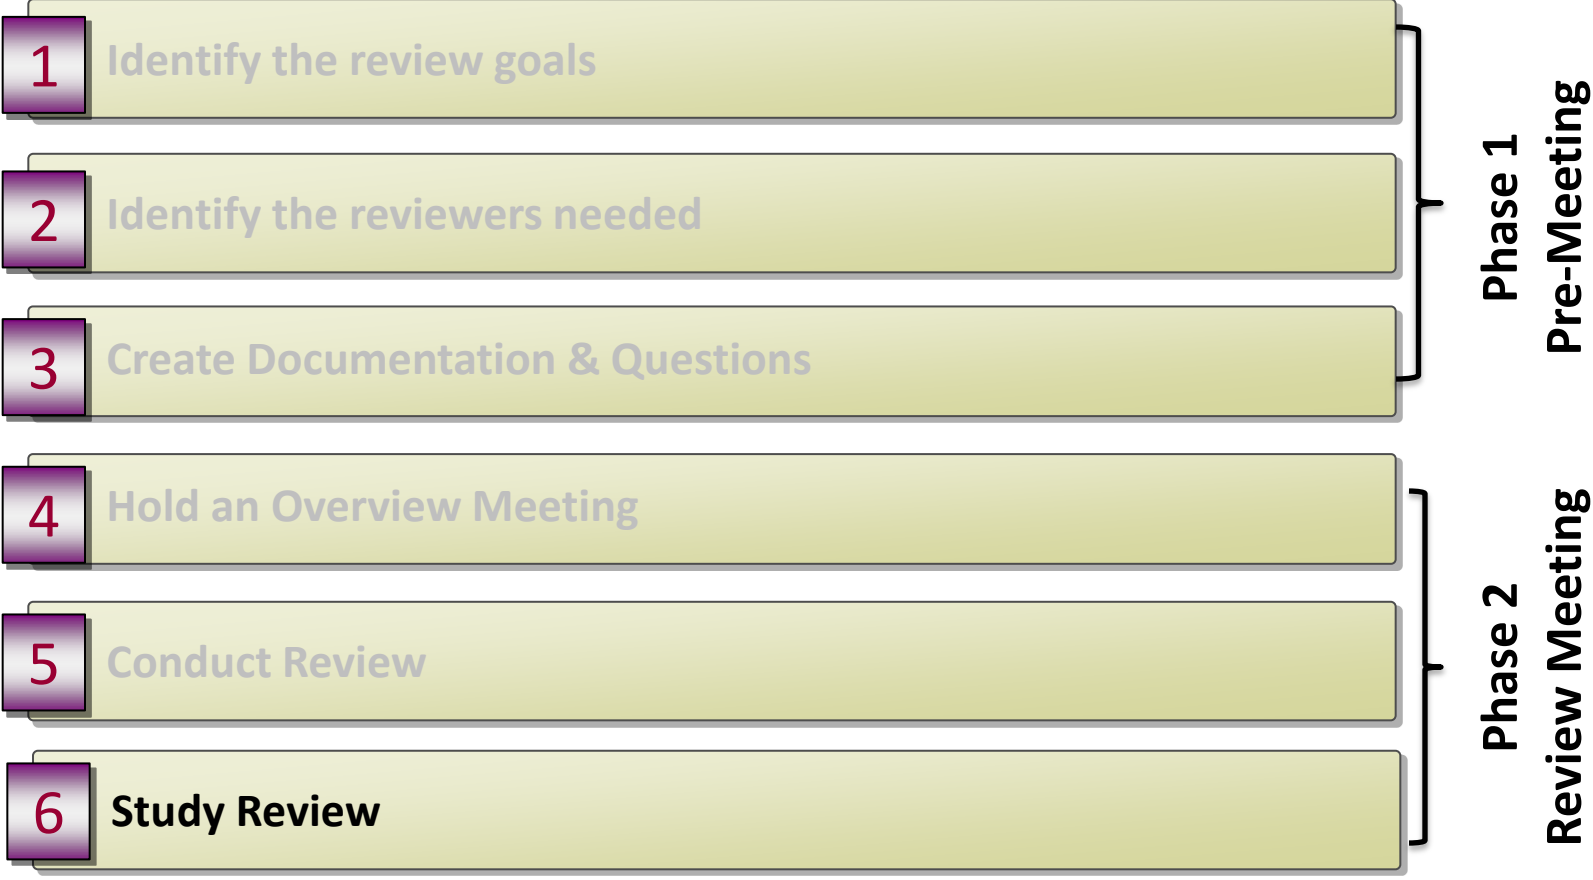 1
Identify the review goals
2
Identify the reviewers needed
3
Create Documentation & Questions
Phase 1
Pre-Meeting
4
Hold an Overview Meeting
5
Conduct Review
6
Study Review
Phase 2
Review Meeting